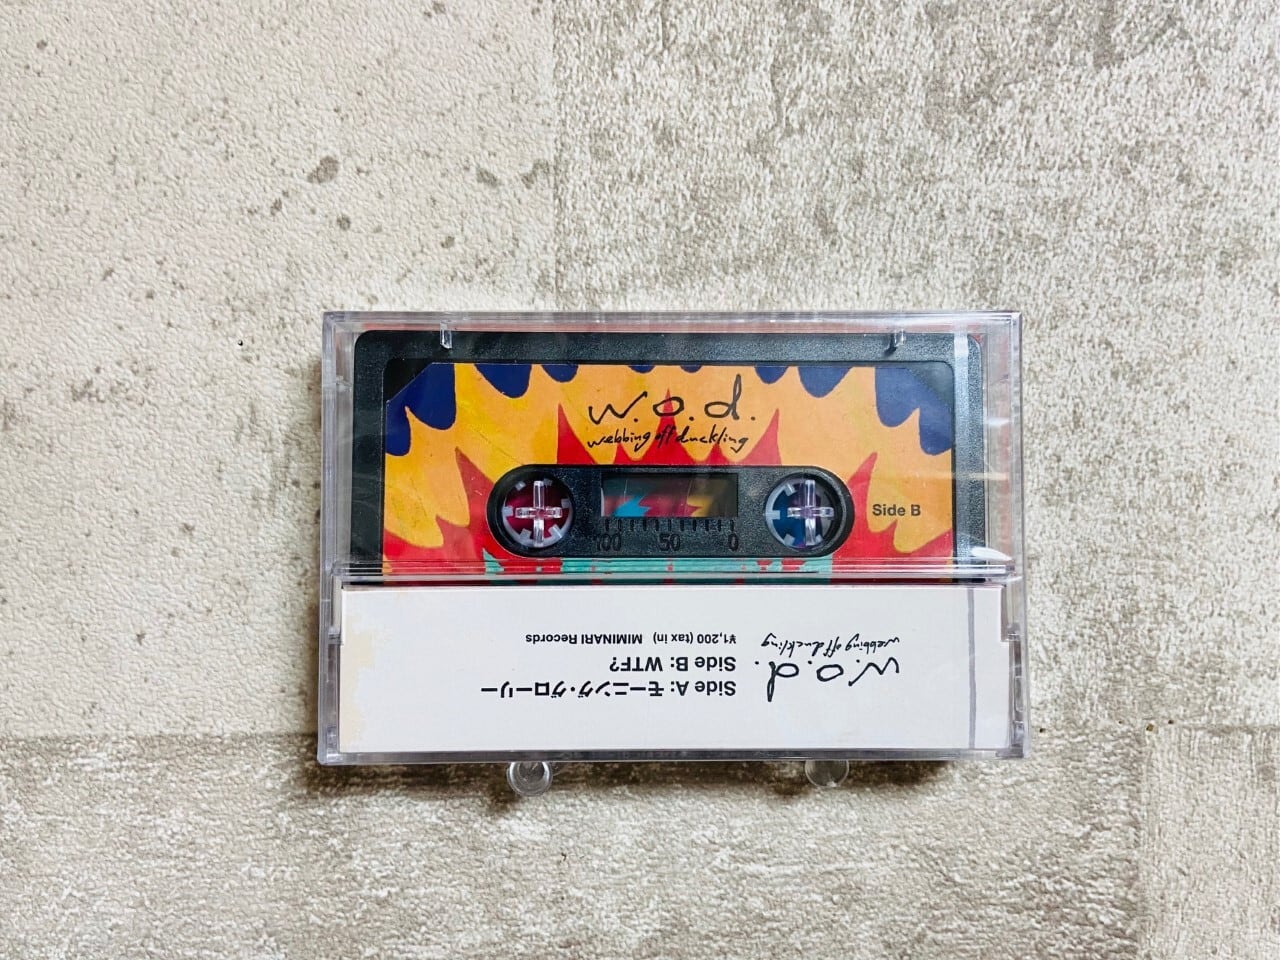 w.o.d.
webbing off duckling
Side B
100 50 0
w.o.d.
webbing off duckling
Side A: モーニング・グローリー
Side B: WTF?
¥1,200 (tax in) MIMINARI Records